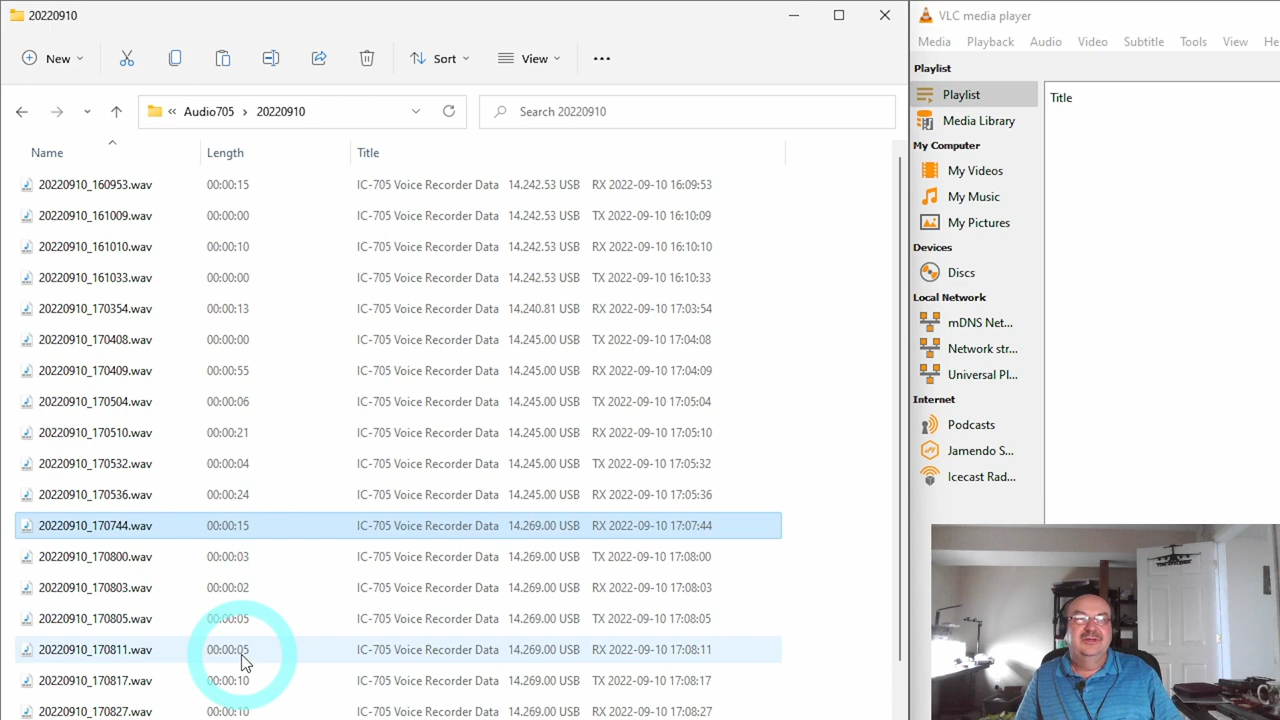 20220910
New
Sort
View
« Audio705 › 20220910
Search 20220910
Name Length Title
20220910_160953.wav 00:00:15 IC-705 Voice Recorder Data 14.242.53 USB RX 2022-09-10 16:09:53
20220910_161009.wav 00:00:00 IC-705 Voice Recorder Data 14.242.53 USB TX 2022-09-10 16:10:09
20220910_161010.wav 00:00:10 IC-705 Voice Recorder Data 14.242.53 USB RX 2022-09-10 16:10:10
20220910_161033.wav 00:00:00 IC-705 Voice Recorder Data 14.242.53 USB TX 2022-09-10 16:10:33
20220910_170354.wav 00:00:13 IC-705 Voice Recorder Data 14.240.81 USB RX 2022-09-10 17:03:54
20220910_170408.wav 00:00:00 IC-705 Voice Recorder Data 14.245.00 USB TX 2022-09-10 17:04:08
20220910_170409.wav 00:00:55 IC-705 Voice Recorder Data 14.245.00 USB RX 2022-09-10 17:04:09
20220910_170504.wav 00:00:06 IC-705 Voice Recorder Data 14.245.00 USB TX 2022-09-10 17:05:04
20220910_170510.wav 00:00:21 IC-705 Voice Recorder Data 14.245.00 USB RX 2022-09-10 17:05:10
20220910_170532.wav 00:00:04 IC-705 Voice Recorder Data 14.245.00 USB TX 2022-09-10 17:05:32
20220910_170536.wav 00:00:24 IC-705 Voice Recorder Data 14.245.00 USB RX 2022-09-10 17:05:36
20220910_170744.wav 00:00:15 IC-705 Voice Recorder Data 14.269.00 USB RX 2022-09-10 17:07:44
20220910_170800.wav 00:00:03 IC-705 Voice Recorder Data 14.269.00 USB TX 2022-09-10 17:08:00
20220910_170803.wav 00:00:02 IC-705 Voice Recorder Data 14.269.00 USB RX 2022-09-10 17:08:03
20220910_170805.wav 00:00:05 IC-705 Voice Recorder Data 14.269.00 USB TX 2022-09-10 17:08:05
20220910_170811.wav 00:00:05 IC-705 Voice Recorder Data 14.269.00 USB RX 2022-09-10 17:08:11
20220910_170817.wav 00:00:10 IC-705 Voice Recorder Data 14.269.00 USB TX 2022-09-10 17:08:17
20220910_170827.wav 00:00:10 IC-705 Voice Recorder Data 14.269.00 USB RX 2022-09-10 17:08:27
VLC media player
Media Playback Audio Video Subtitle Tools View He
Playlist
Playlist
Media Library
My Computer
My Videos
My Music
My Pictures
Devices
Discs
Local Network
mDNS Net...
Network str...
Universal Pl...
Internet
Podcasts
Jamendo S...
Icecast Rad...
Title